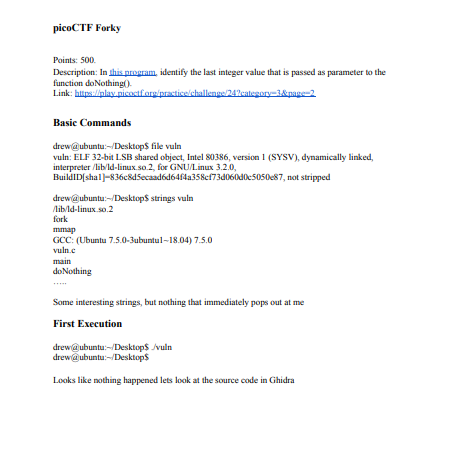 picoCTF Forky
Points: 500.
Description: In this program, identify the last integer value that is passed as parameter to the
function doNothing().
Link: https://play.picoctf.org/practice/challenge/24?category=3&page=2
Basic Commands
drew@ubuntu:~/Desktop$ file vuln
vuln: ELF 32-bit LSB shared object, Intel 80386, version 1 (SYSV), dynamically linked,
interpreter /lib/ld-linux.so.2, for GNU/Linux 3.2.0,
BuildID[sha1]=836c8d5ecaad6d64f4a358cf73d060d0c5050e87, not stripped
drew@ubuntu:~/Desktop$ strings vuln
/lib/ld-linux.so.2
fork
mmap
GCC: (Ubuntu 7.5.0-3ubuntu1~18.04) 7.5.0
vuln.c
main
doNothing
.....
Some interesting strings, but nothing that immediately pops out at me
First Execution
drew@ubuntu:~/Desktop$ ./vuln
drew@ubuntu:~/Desktop$
Looks like nothing happened lets look at the source code in Ghidra